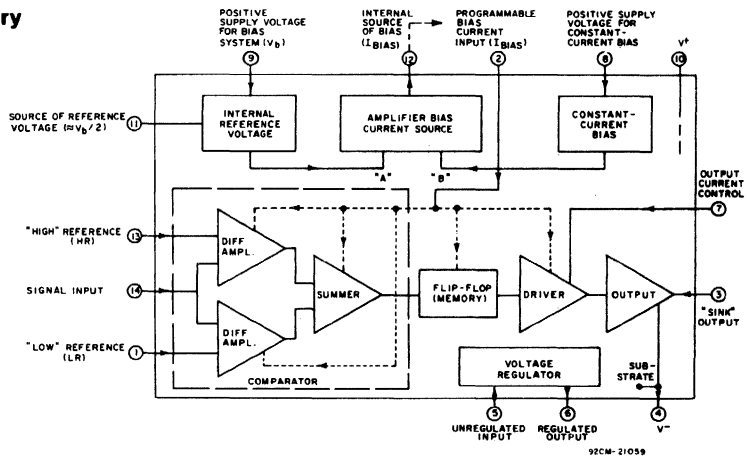 ry
POSITIVE
SUPPLY VOLTAGE
FOR BIAS
SYSTEM (Vb)
INTERNAL
SOURCE
OF BIAS
(IBIAS)
PROGRAMMABLE
BIAS
CURRENT
INPUT (IBIAS)
POSITIVE SUPPLY
VOLTAGE FOR
CONSTANT-
CURRENT BIAS
V+
9
12
2
8
10
SOURCE OF REFERENCE
VOLTAGE (≈Vb/2)
11
INTERNAL
REFERENCE
VOLTAGE
AMPLIFIER BIAS
CURRENT SOURCE
CONSTANT-
CURRENT
BIAS
"A"
"B"
OUTPUT
CURRENT
CONTROL
7
"HIGH" REFERENCE
(HR)
13
DIFF
AMPL.
SIGNAL INPUT
14
SUMMER
FLIP-FLOP
(MEMORY)
DRIVER
OUTPUT
3
"SINK"
OUTPUT
"LOW" REFERENCE
(LR)
1
DIFF
AMPL.
COMPARATOR
VOLTAGE
REGULATOR
SUB-
STRATE
5
6
4
UNREGULATED
INPUT
REGULATED
OUTPUT
V-
92CM-21059